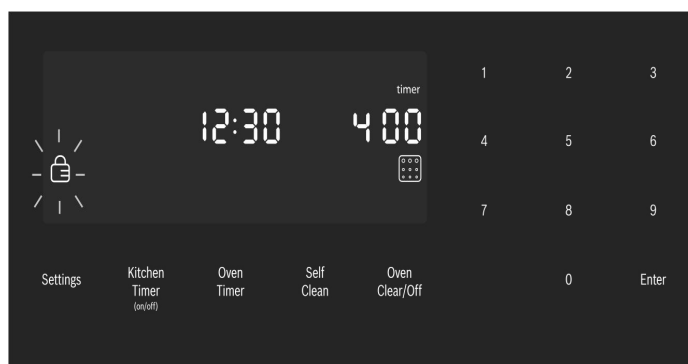 timer
12:30 4 00
1 2 3
4 5 6
7 8 9
0 Enter
Settings
Kitchen
Timer
(on/off)
Oven
Timer
Self
Clean
Oven
Clear/Off